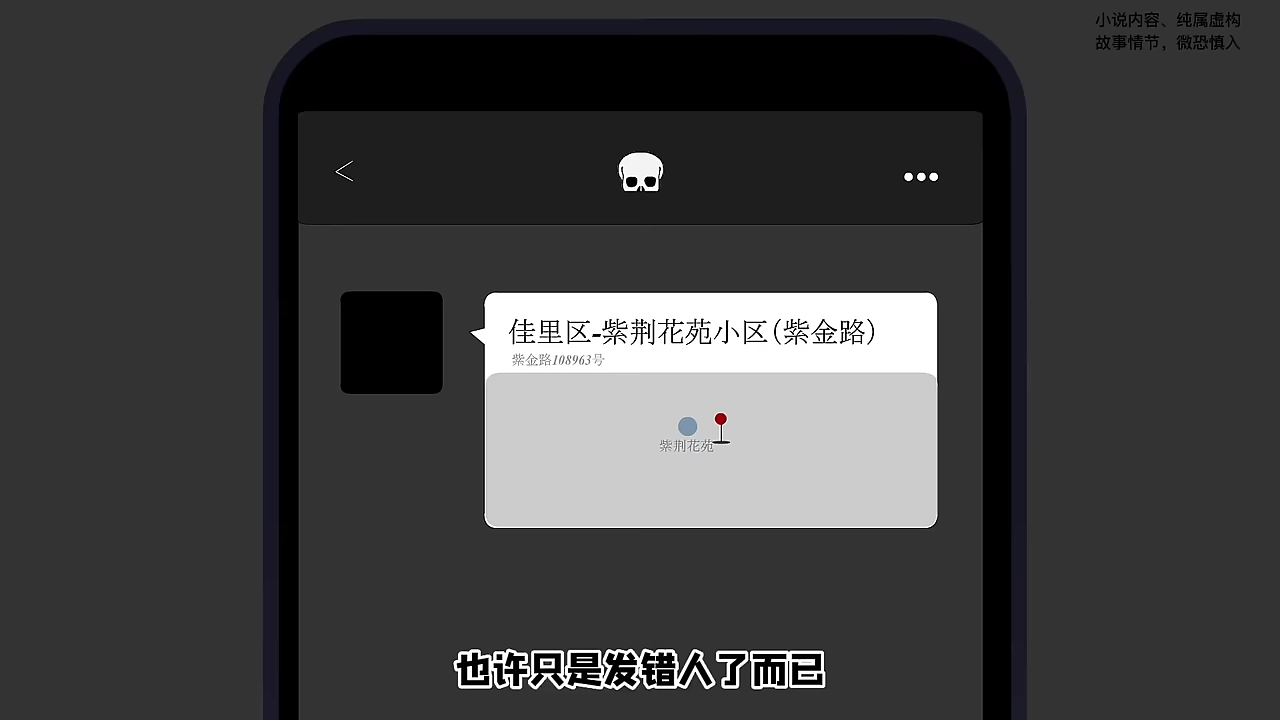 小说内容、纯属虚构
故事情节，微恐慎入
佳里区-紫荆花苑小区(紫金路)
紫金路108963号
紫荆花苑
也许只是发错人了而已